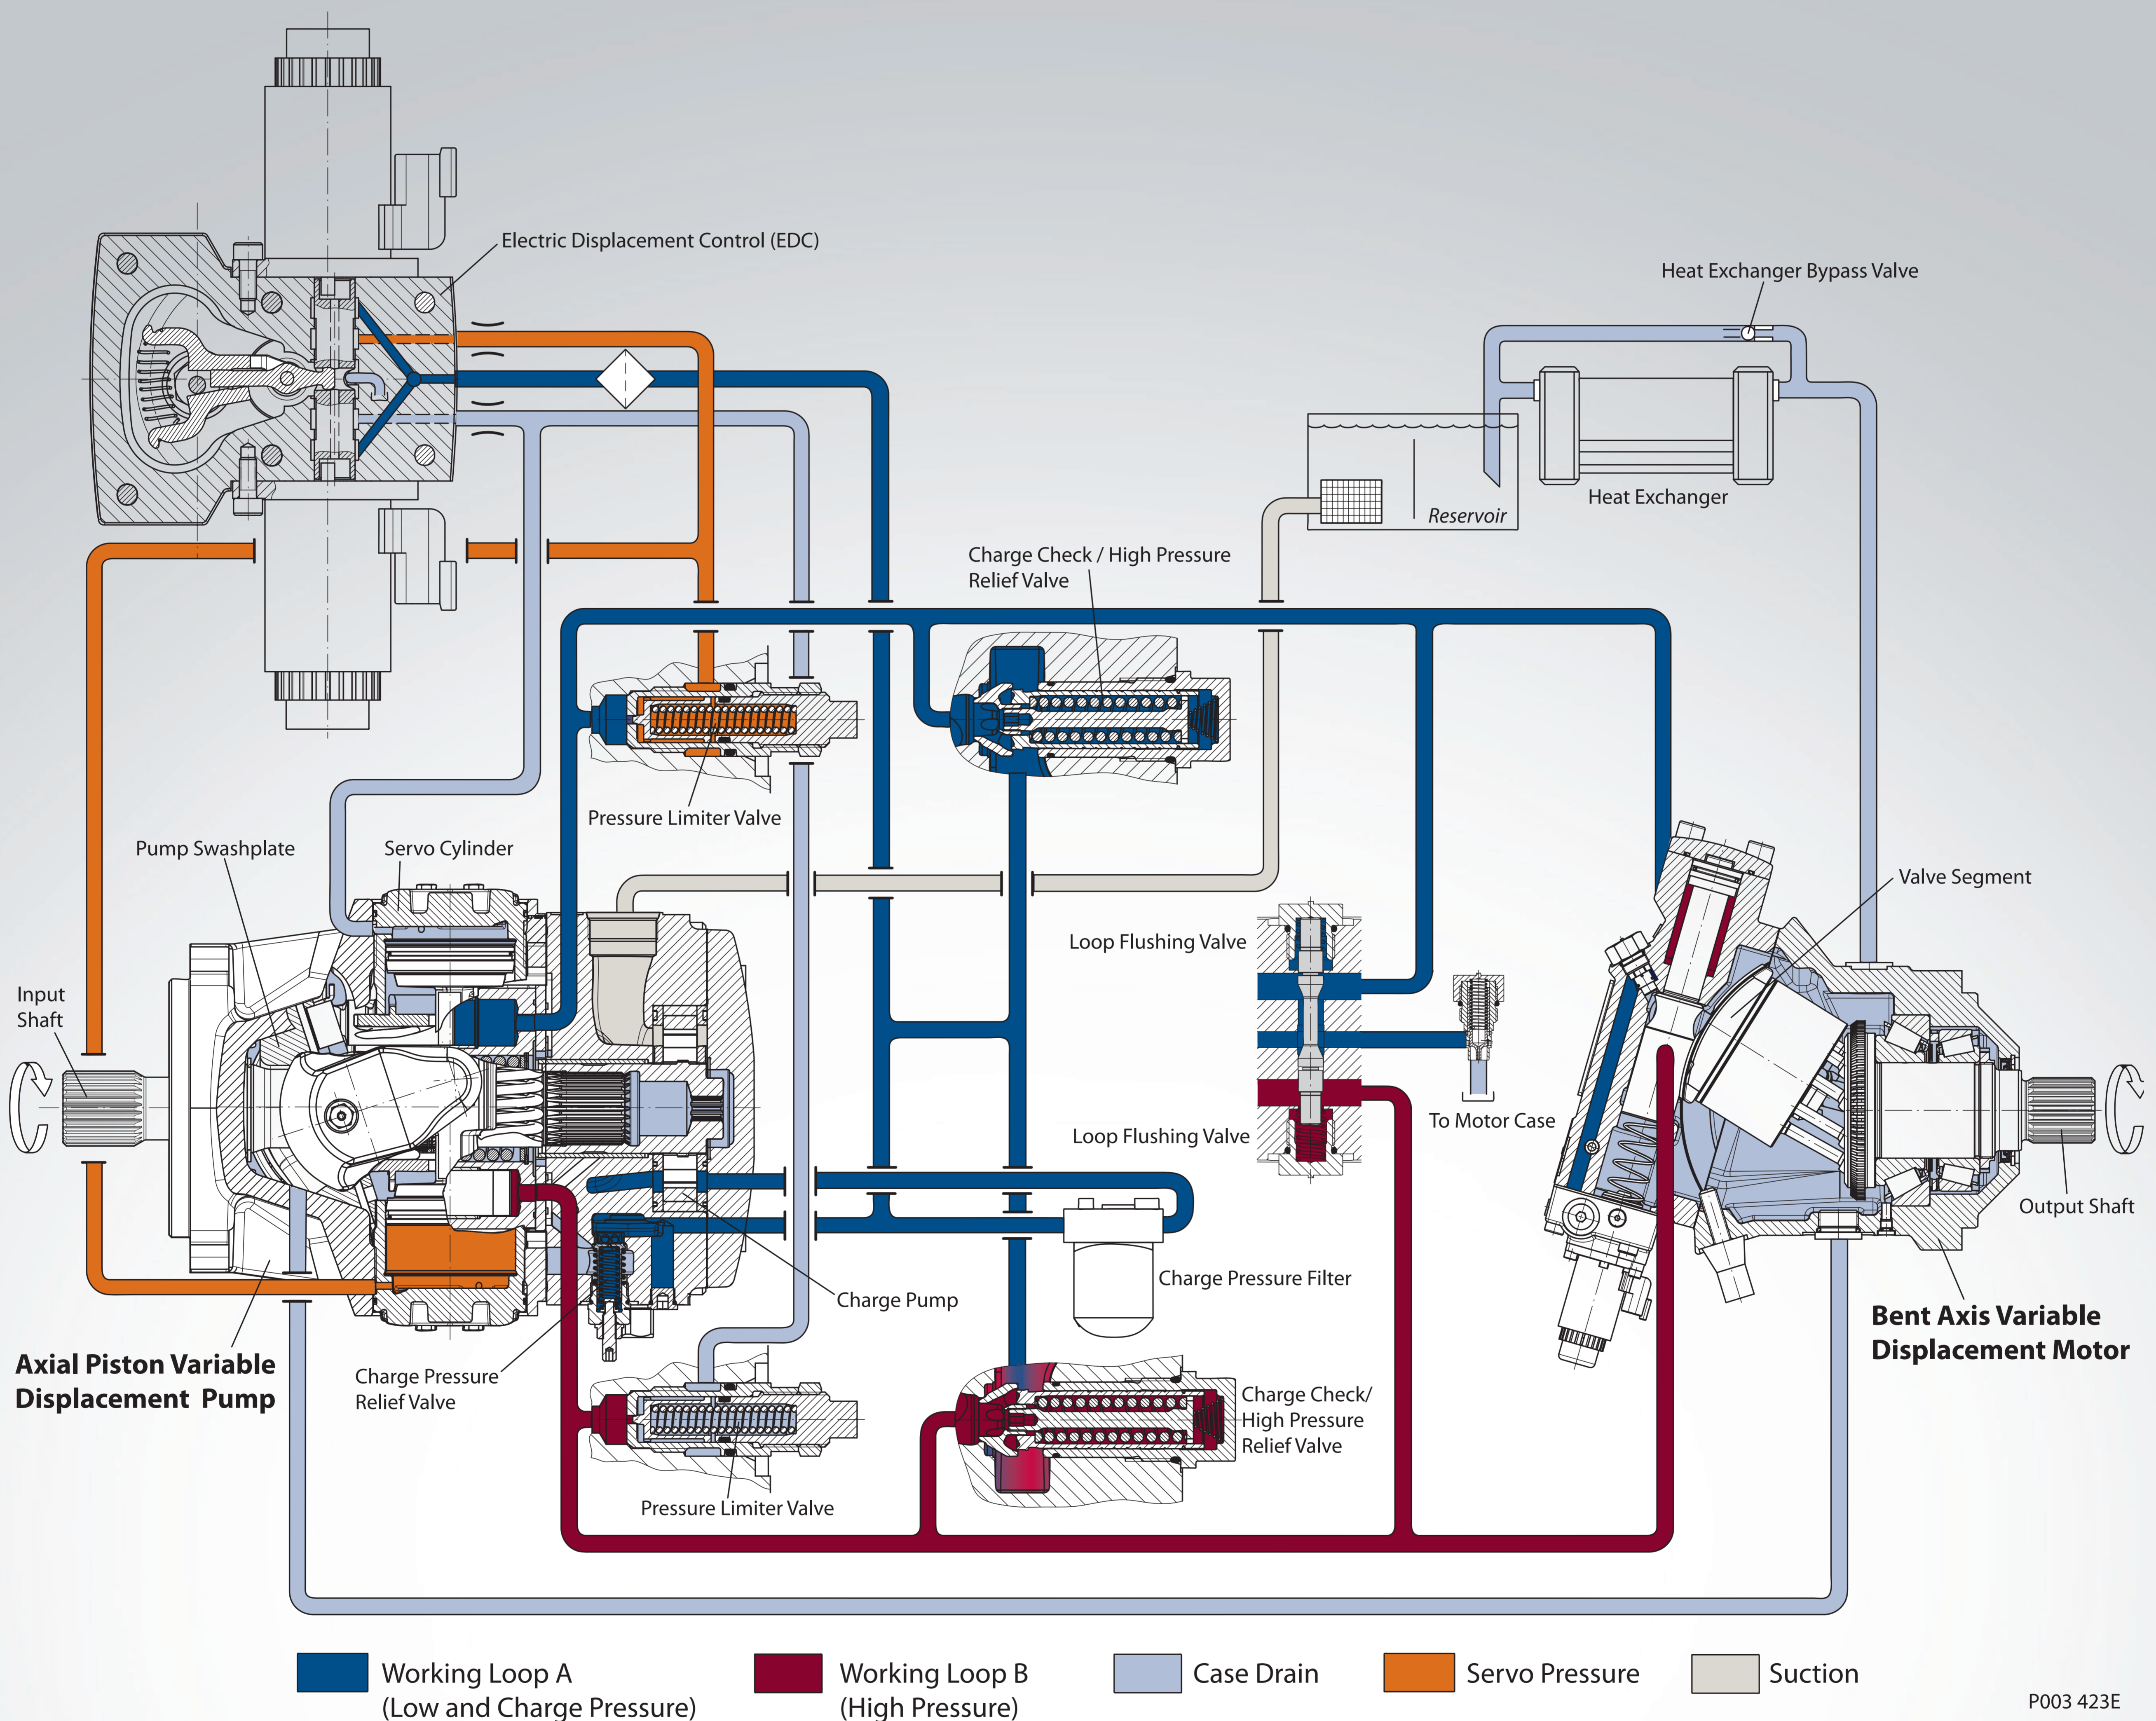 Electric Displacement Control (EDC)
Heat Exchanger Bypass Valve
Heat Exchanger
Reservoir
Charge Check / High Pressure
Relief Valve
Pressure Limiter Valve
Pump Swashplate
Servo Cylinder
Valve Segment
Loop Flushing Valve
Input
Shaft
To Motor Case
Loop Flushing Valve
Output Shaft
Charge Pressure Filter
Charge Pump
Bent Axis Variable
Displacement Motor
Axial Piston Variable
Displacement Pump
Charge Pressure
Relief Valve
Charge Check/
High Pressure
Relief Valve
Pressure Limiter Valve
Working Loop A
(Low and Charge Pressure)
Working Loop B
(High Pressure)
Case Drain
Servo Pressure
Suction
P003 423E